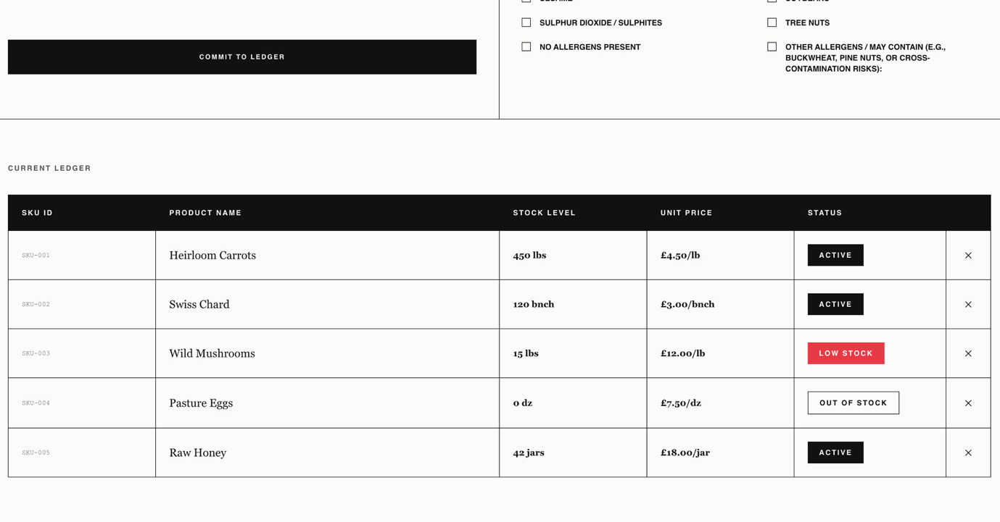 SESAME
SOYBEANS
SULPHUR DIOXIDE / SULPHITES
TREE NUTS
NO ALLERGENS PRESENT
OTHER ALLERGENS / MAY CONTAIN (E.G.,
BUCKWHEAT, PINE NUTS, OR CROSS-
CONTAMINATION RISKS):
COMMIT TO LEDGER
CURRENT LEDGER
SKU ID PRODUCT NAME STOCK LEVEL UNIT PRICE STATUS
SKU-001 Heirloom Carrots 450 lbs £4.50/lb ACTIVE ×
SKU-002 Swiss Chard 120 bnch £3.00/bnch ACTIVE ×
SKU-003 Wild Mushrooms 15 lbs £12.00/lb LOW STOCK ×
SKU-004 Pasture Eggs 0 dz £7.50/dz OUT OF STOCK ×
SKU-005 Raw Honey 42 jars £18.00/jar ACTIVE ×